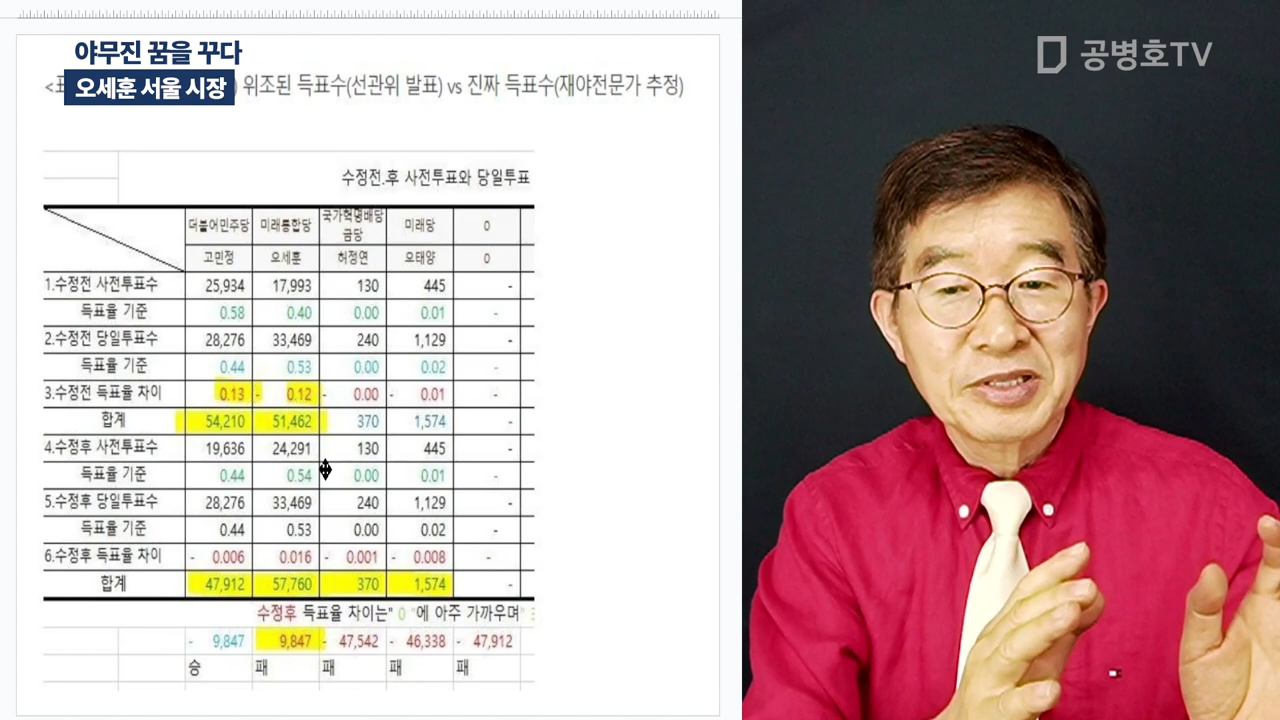 야무진 꿈을 꾸다
오세훈 서울 시장
공병호TV
<표 ) 위조된 득표수(선관위 발표) vs 진짜 득표수(재야전문가 추정)
수정전.후 사전투표와 당일투표
더불어민주당 미래통합당 국가혁명배당금당 미래당 0
고민정 오세훈 허정연 오태양 0
1.수정전 사전투표수 25,934 17,993 130 445 -
득표율 기준 0.58 0.40 0.00 0.01 -
2.수정전 당일투표수 28,276 33,469 240 1,129 -
득표율 기준 0.44 0.53 0.00 0.02 -
3.수정전 득표율 차이 0.13 - 0.12 - 0.00 - 0.01 -
합계 54,210 51,462 370 1,574 -
4.수정후 사전투표수 19,636 24,291 130 445 -
득표율 기준 0.44 0.54 0.00 0.01 -
5.수정후 당일투표수 28,276 33,469 240 1,129 -
득표율 기준 0.44 0.53 0.00 0.02 -
6.수정후 득표율 차이 - 0.006 0.016 - 0.001 - 0.008 -
합계 47,912 57,760 370 1,574 -
수정후 득표율 차이는" 0 "에 아주 가까우며"
- 9,847 9,847 - 47,542 - 46,338 - 47,912
승 패 패 패 패